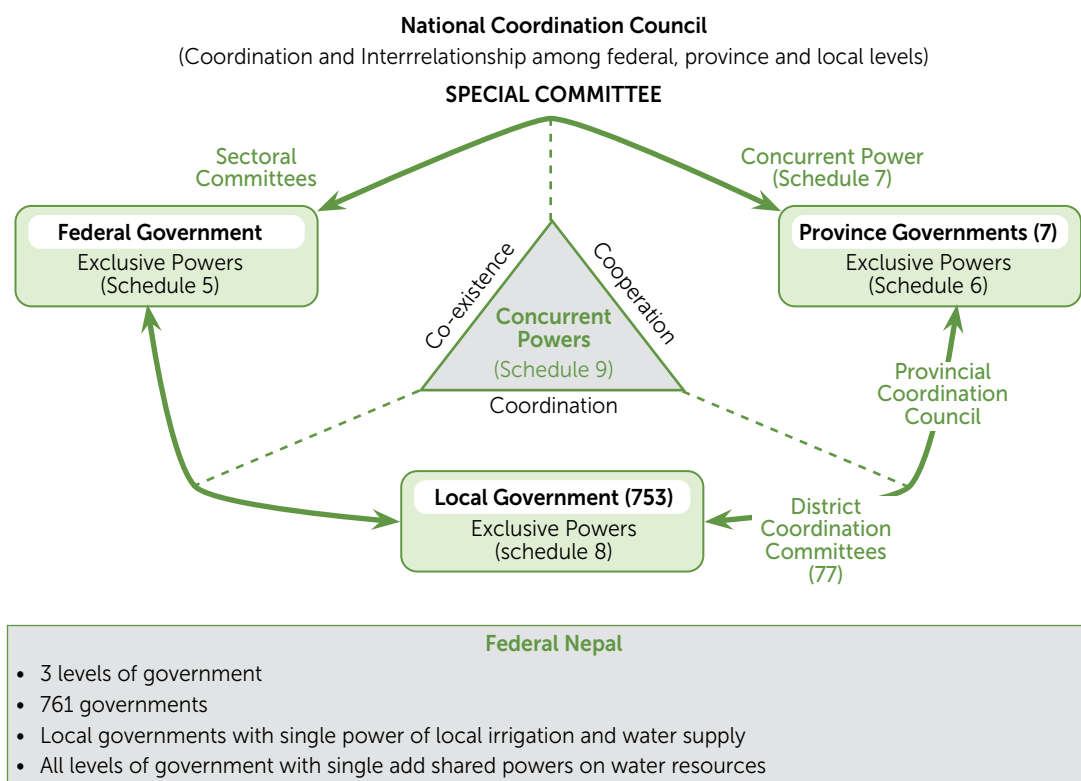 National Coordination Council
(Coordination and Interrrelationship among federal, province and local levels)
SPECIAL COMMITTEE
Sectoral
Committees
Concurrent Power
(Schedule 7)
Federal Government
Exclusive Powers
(Schedule 5)
Province Governments (7)
Exclusive Powers
(Schedule 6)
Co-existence
Cooperation
Concurrent
Powers
(Schedule 9)
Coordination
Provincial
Coordination
Council
Local Government (753)
Exclusive Powers
(schedule 8)
District
Coordination
Committees
(77)
Federal Nepal
• 3 levels of government
• 761 governments
• Local governments with single power of local irrigation and water supply
• All levels of government with single add shared powers on water resources